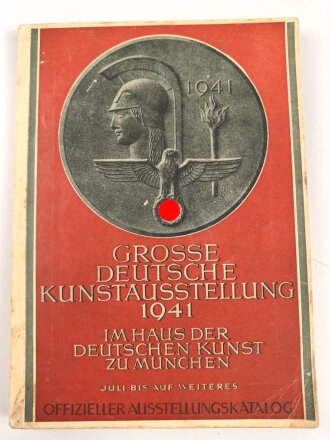 1941
GROSSE
DEUTSCHE
KUNSTAUSSTELLUNG
1941
IM HAUS DER
DEUTSCHEN KUNST
ZU MÜNCHEN
JULI BIS AUF WEITERES
OFFIZIELLER AUSSTELLUNGSKATALOG